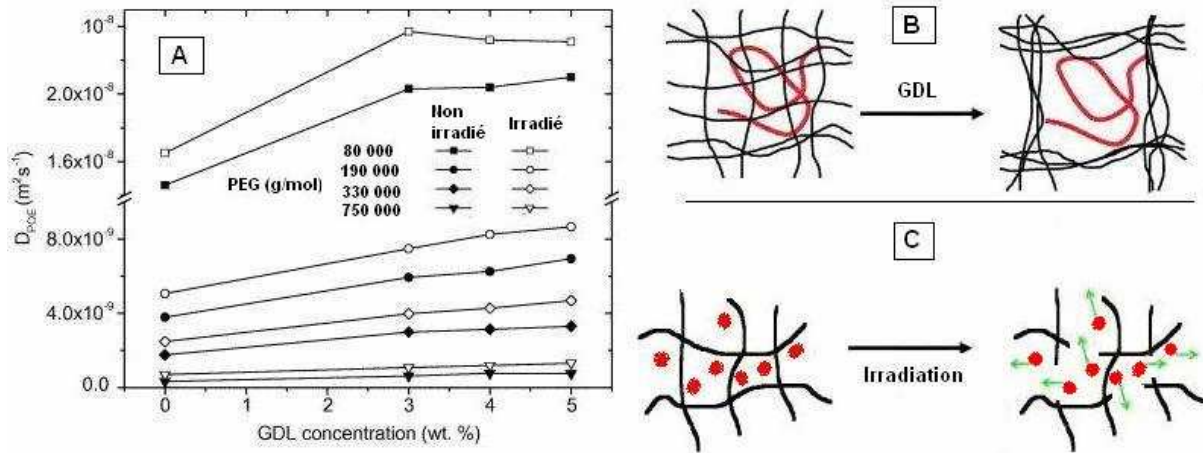 A
10⁻⁸
2.0x10⁻⁸
1.6x10⁻⁸
8.0x10⁻⁹
4.0x10⁻⁹
0.0
D_POE (m² s⁻¹)
Non irradié
Irradié
80 000
190 000
PEG (g/mol)
330 000
750 000
0 1 2 3 4 5
GDL concentration (wt. %)
B
GDL
C
Irradiation